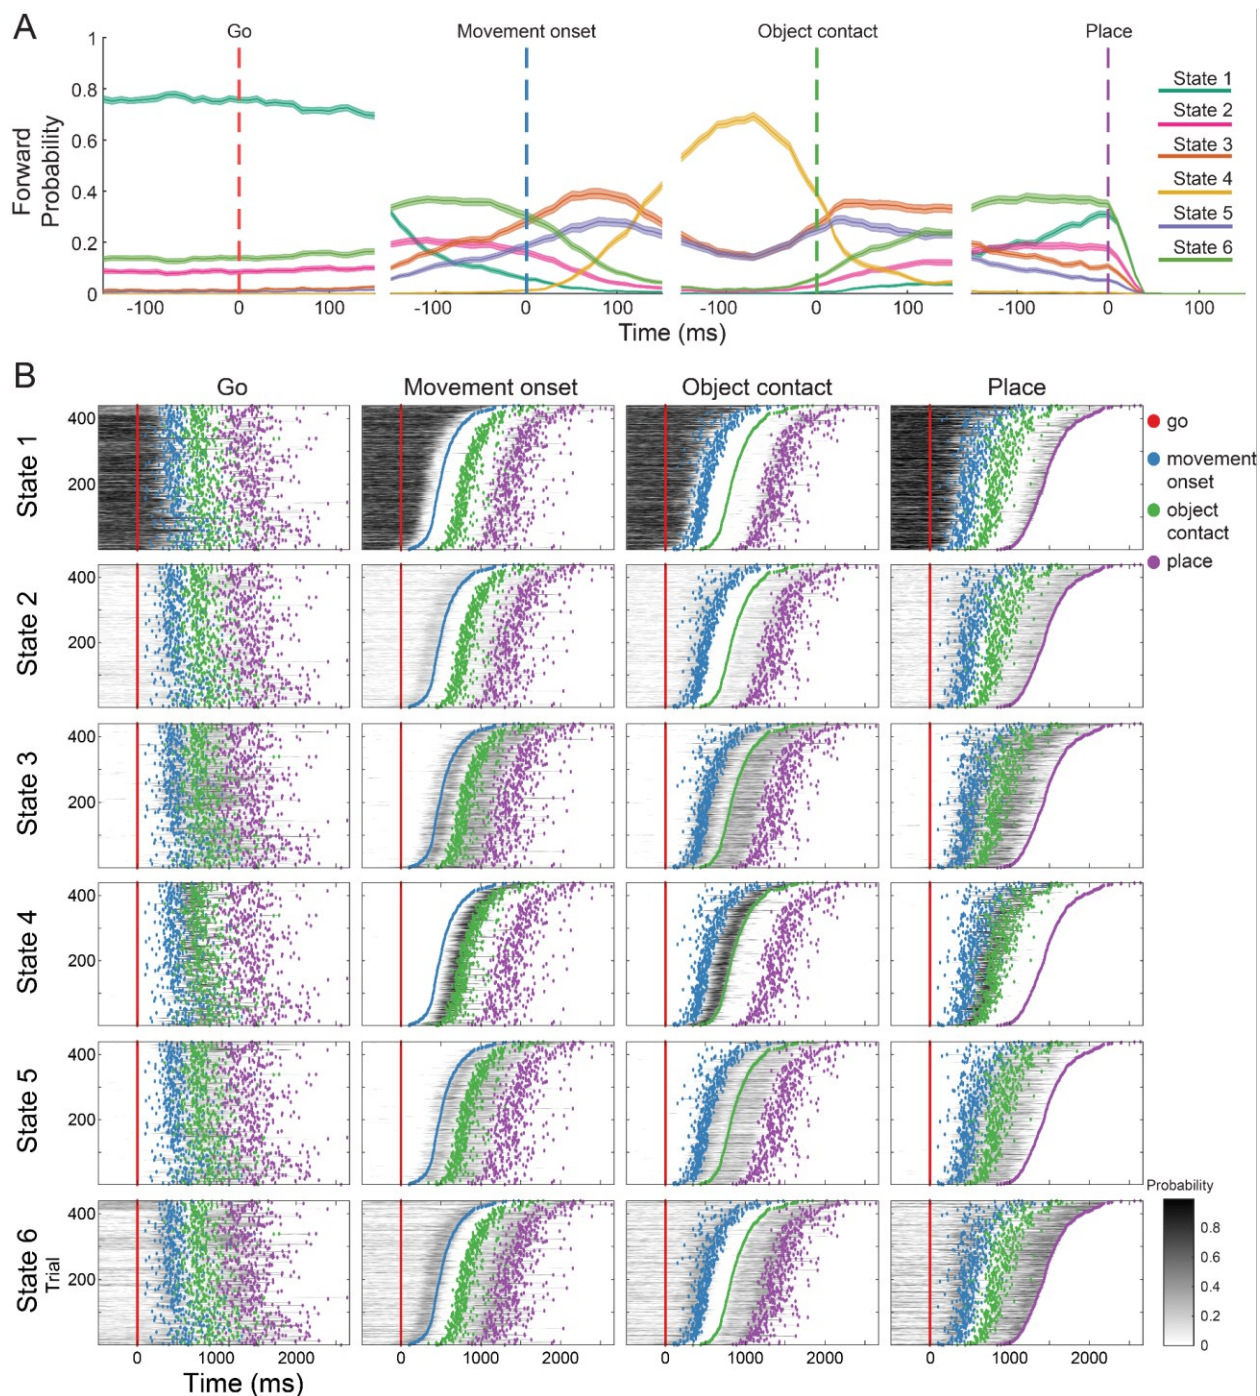 A
Go
Movement onset
Object contact
Place
1
0.8
0.6
0.4
0.2
0
Forward
Probability
State 1
State 2
State 3
State 4
State 5
State 6
-100 0 100
-100 0 100
-100 0 100
-100 0 100
Time (ms)
B
Go
Movement onset
Object contact
Place
State 1
400
200
go
movement
onset
object
contact
place
State 2
400
200
State 3
400
200
State 4
400
200
State 5
400
200
State 6
Trial
400
200
Probability
0.8
0.6
0.4
0.2
0
0 1000 2000
0 1000 2000
0 1000 2000
0 1000 2000
Time (ms)